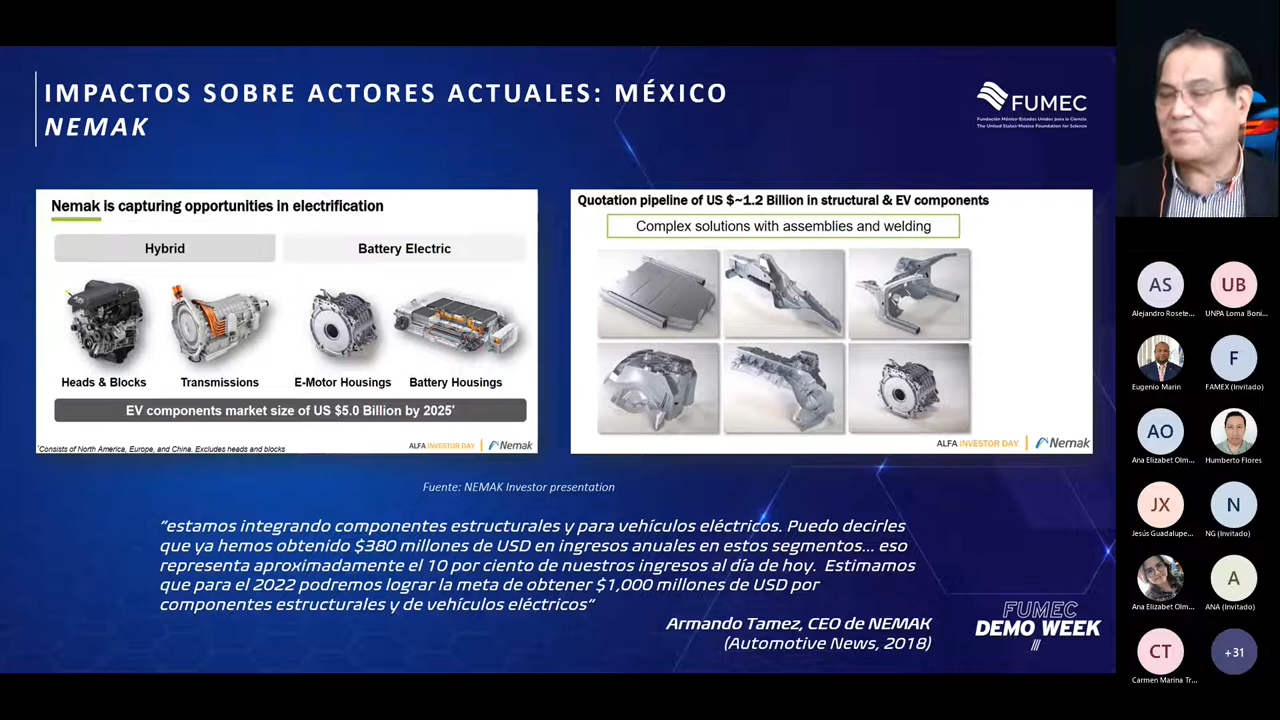 IMPACTOS SOBRE ACTORES ACTUALES: MÉXICO
NEMAK
FUMEC
Fundación México-Estados Unidos para la Ciencia
The United States-Mexico Foundation for Science
Nemak is capturing opportunities in electrification
Hybrid
Battery Electric
Heads & Blocks
Transmissions
E-Motor Housings
Battery Housings
EV components market size of US $5.0 Billion by 2025*
*Consists of North America, Europe, and China. Excludes heads and blocks
ALFA INVESTOR DAY
Nemak
Quotation pipeline of US $~1.2 Billion in structural & EV components
Complex solutions with assemblies and welding
ALFA INVESTOR DAY
Nemak
Fuente: NEMAK Investor presentation
“estamos integrando componentes estructurales y para vehículos eléctricos. Puedo decirles
que ya hemos obtenido $380 millones de USD en ingresos anuales en estos segmentos... eso
representa aproximadamente el 10 por ciento de nuestros ingresos al día de hoy. Estimamos
que para el 2022 podremos lograr la meta de obtener $1,000 millones de USD por
componentes estructurales y de vehículos eléctricos“
Armando Tamez, CEO de NEMAK
(Automotive News, 2018)
FUMEC
DEMO WEEK
AS
Alejandro Rosete...
UB
UNPA Loma Boni...
Eugenio Marin
F
FAMEX (Invitado)
AO
Ana Elizabet Olm...
Humberto Flores
JX
Jesús Guadalupe...
N
NG (Invitado)
Ana Elizabet Olm...
A
ANA (Invitado)
CT
Carmen Marina Tr...
+31